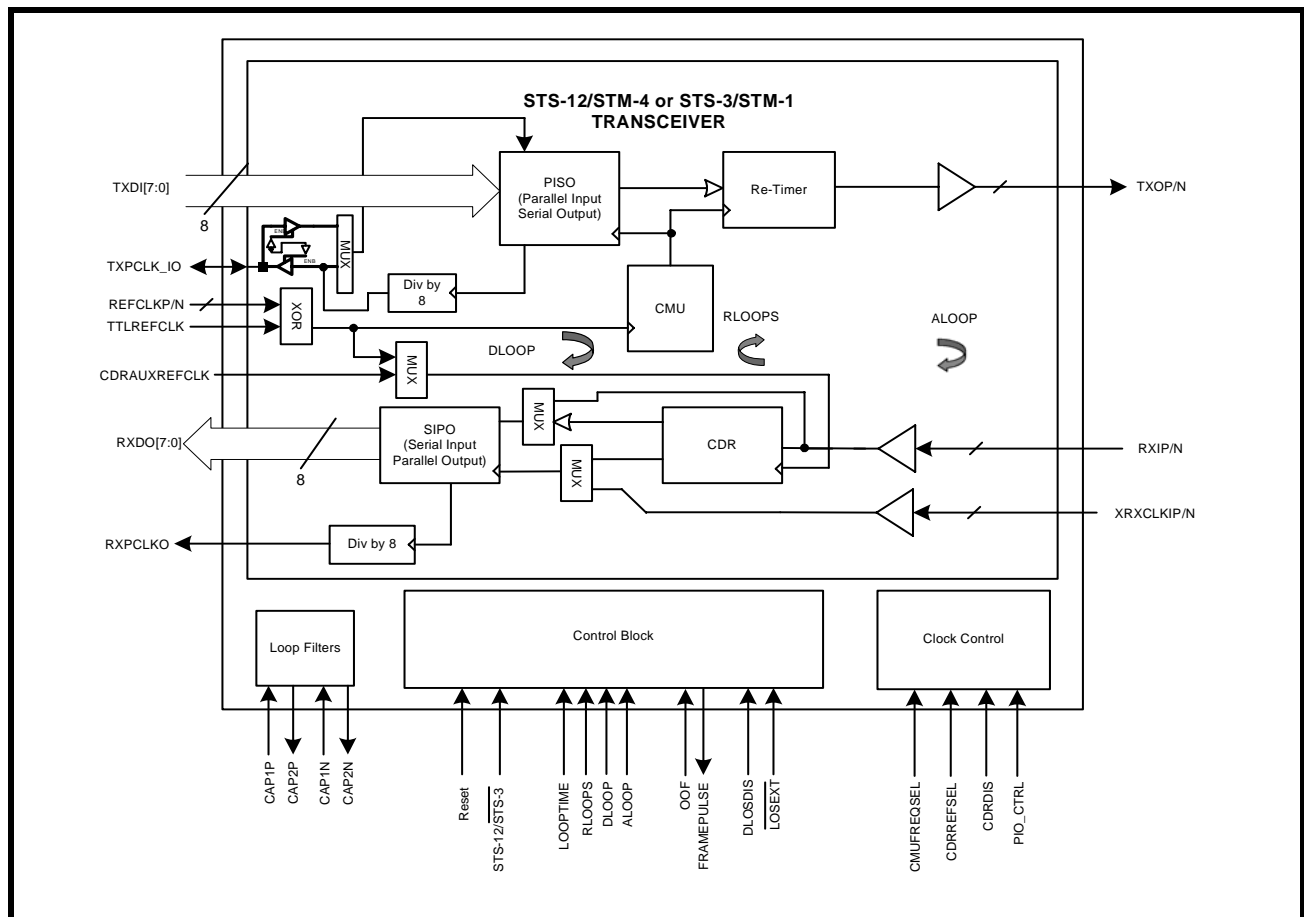 STS-12/STM-4 or STS-3/STM-1
TRANSCEIVER
TXDI[7:0]
8
PISO
(Parallel Input
Serial Output)
Re-Timer
TXOP/N
ENB
MUX
ENB
TXPCLK_IO
Div by
8
REFCLKP/N
TTLREFCLK
XOR
CMU
DLOOP
RLOOPS
ALOOP
CDRAUXREFCLK
MUX
RXDO[7:0]
8
SIPO
(Serial Input
Parallel Output)
MUX
MUX
CDR
RXIP/N
XRXCLKIP/N
RXPCLKO
Div by 8
Loop Filters
Control Block
Clock Control
CAP1P
CAP2P
CAP1N
CAP2N
Reset
STS-12/STS-3
LOOPTIME
RLOOPS
DLOOP
ALOOP
OOF
FRAMEPULSE
DLOSDIS
LOSEXT
CMUFREQSEL
CDRREFSEL
CDRDIS
PIO_CTRL